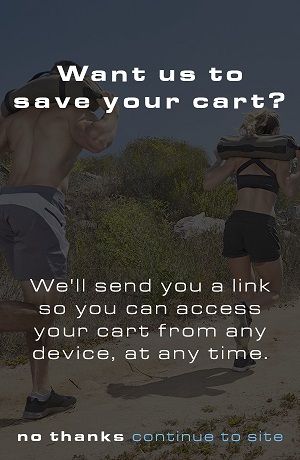 Want us to
save your cart?
We'll send you a link
so you can access
your cart from any
device, at any time.
no thanks continue to site